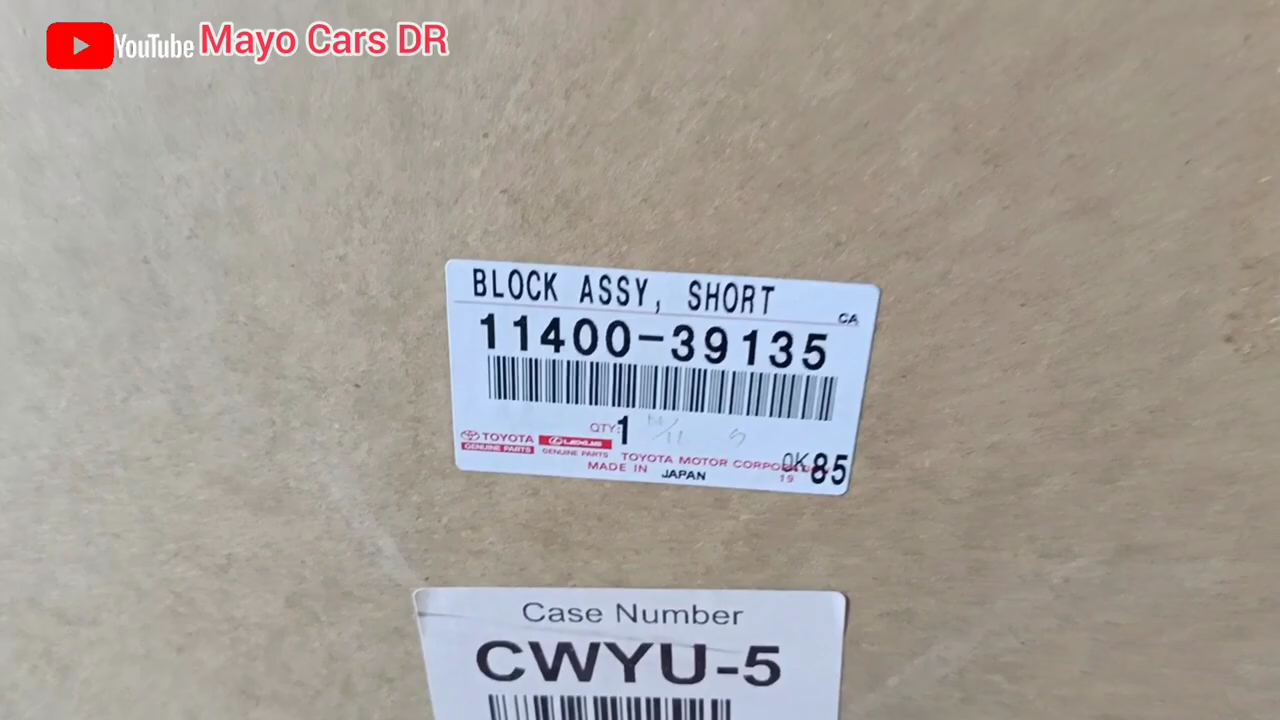 YouTube Mayo Cars DR
BLOCK ASSY, SHORT
CA
11400-39135
QTY: 1
TOYOTA LEXUS
GENUINE PARTS GENUINE PARTS
TOYOTA MOTOR
MADE IN JAPAN
19
OK 85
Case Number
CWYU-5